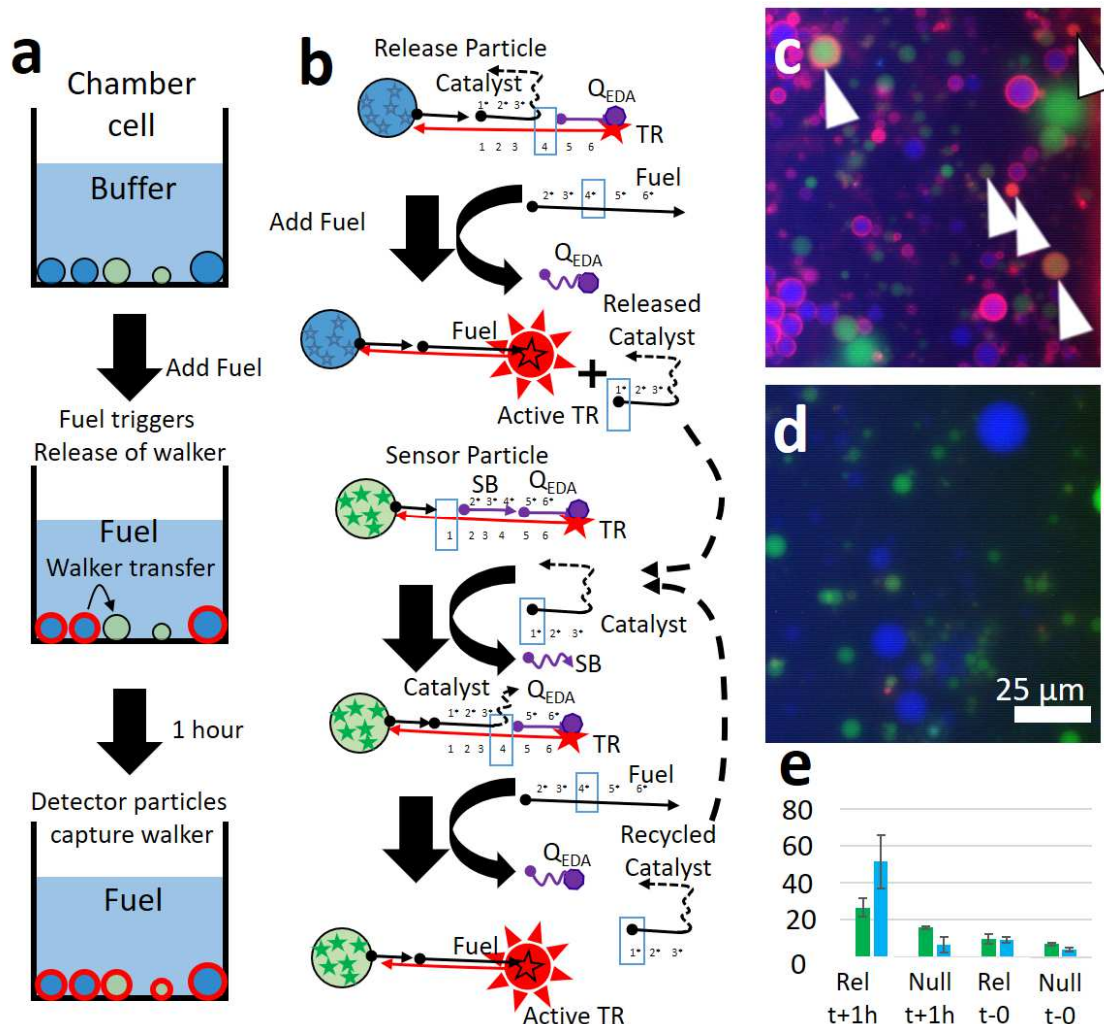 a
Chamber
cell
Buffer
Add Fuel
Fuel triggers
Release of walker
Fuel
Walker transfer
1 hour
Detector particles
capture walker
Fuel
b
Release Particle
Catalyst
1* 2* 3*
QEDA
TR
1 2 3 4 5 6
Fuel
2* 3* 4* 5* 6*
Add Fuel
QEDA
Released
Catalyst
Fuel
+
1* 2* 3*
Active TR
Sensor Particle
SB
QEDA
2* 3* 4* 5* 6*
TR
1 2 3 4 5 6
Catalyst
1* 2* 3*
SB
Catalyst
QEDA
1* 2* 3* 5* 6*
TR
1 2 3 4 5 6
Fuel
2* 3* 4* 5* 6*
Recycled
Catalyst
QEDA
1* 2* 3*
Fuel
Active TR
c
d
25 μm
e
80
60
40
20
0
Rel Null Rel Null
t+1h t+1h t-0 t-0